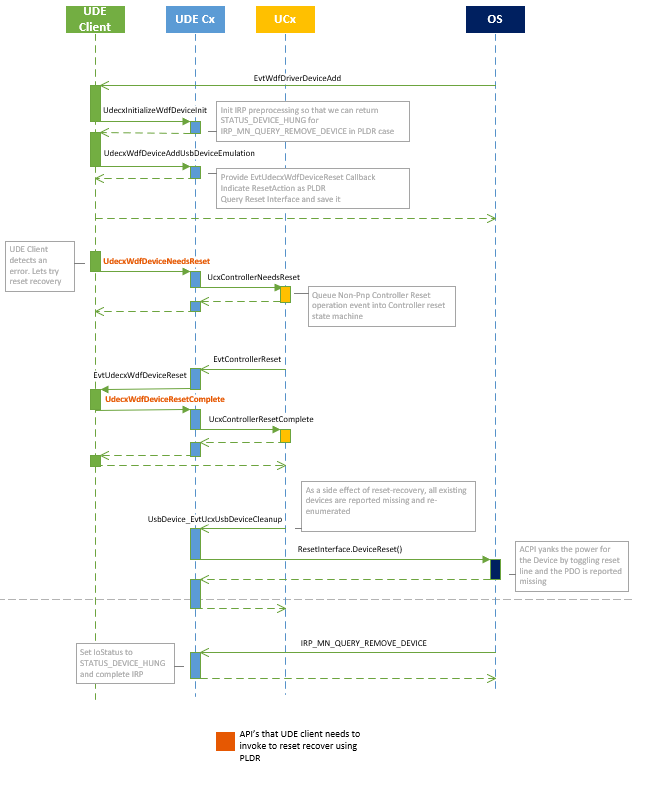 UDE
Client
UDE Cx
UCx
OS
EvtWdfDriverDeviceAdd
UdecxInitializeWdfDeviceInit
Init IRP preprocessing so that we can return
STATUS_DEVICE_HUNG for
IRP_MN_QUERY_REMOVE_DEVICE in PLDR case
UdecxWdfDeviceAddUsbDeviceEmulation
Provide EvtUdecxWdfDeviceReset Callback
Indicate ResetAction as PLDR
Query Reset Interface and save it
UDE Client
detects an
error. Lets try
reset recovery
UdecxWdfDeviceNeedsReset
UcxControllerNeedsReset
Queue Non-Pnp Controller Reset
operation event into Controller reset
state machine
EvtControllerReset
EvtUdecxWdfDeviceReset
UdecxWdfDeviceResetComplete
UcxControllerResetComplete
As a side effect of reset-recovery, all existing
devices are reported missing and re-
enumerated
UsbDevice_EvtUcxUsbDeviceCleanup
ResetInterface.DeviceReset()
ACPI yanks the power for
the Device by toggling reset
line and the PDO is reported
missing
IRP_MN_QUERY_REMOVE_DEVICE
Set IoStatus to
STATUS_DEVICE_HUNG
and complete IRP
API's that UDE client needs to
invoke to reset recover using
PLDR